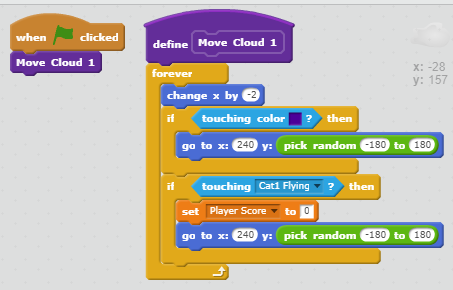 when clicked
Move Cloud 1
define Move Cloud 1
forever
change x by -2
if touching color ? then
go to x: 240 y: pick random -180 to 180
if touching Cat1 Flying ? then
set Player Score to 0
go to x: 240 y: pick random -180 to 180
x: -28
y: 157